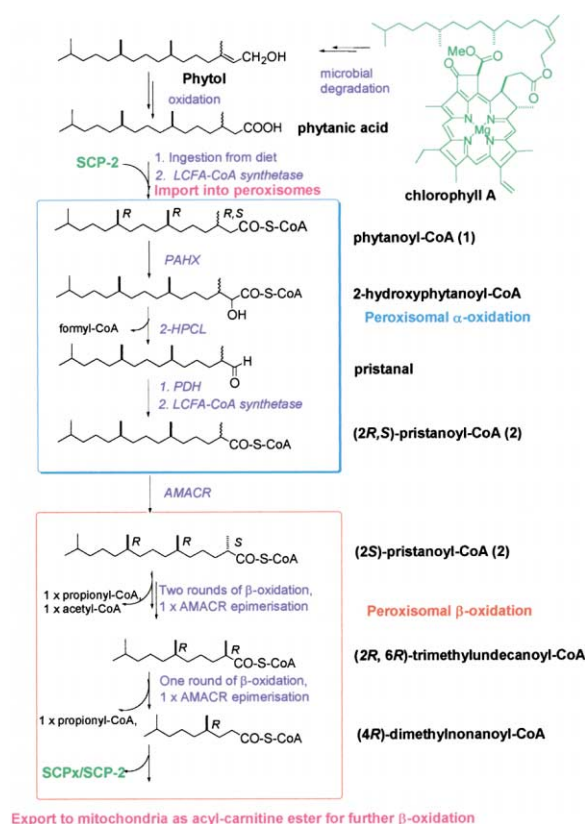 MeO
O
O
O
O
CH₂OH
Phytol
microbial
degradation
oxidation
N
N
Mg
N
N
COOH
phytanic acid
SCP-2
1. Ingestion from diet
2. LCFA-CoA synthetase
Import into peroxisomes
chlorophyll A
R
R
R,S
CO-S-CoA
phytanoyl-CoA (1)
PAHX
CO-S-CoA
OH
2-hydroxyphytanoyl-CoA
formyl-CoA
2-HPCL
Peroxisomal α-oxidation
H
O
pristanal
1. PDH
2. LCFA-CoA synthetase
CO-S-CoA
(2R,S)-pristanoyl-CoA (2)
AMACR
R
R
S
CO-S-CoA
(2S)-pristanoyl-CoA (2)
1 x propionyl-CoA,
1 x acetyl-CoA
Two rounds of β-oxidation,
1 x AMACR epimerisation
Peroxisomal β-oxidation
R
R
CO-S-CoA
(2R, 6R)-trimethylundecanoyl-CoA
One round of β-oxidation,
1 x AMACR epimerisation
1 x propionyl-CoA,
R
CO-S-CoA
(4R)-dimethylnonanoyl-CoA
SCPx/SCP-2
Export to mitochondria as acyl-carnitine ester for further β-oxidation